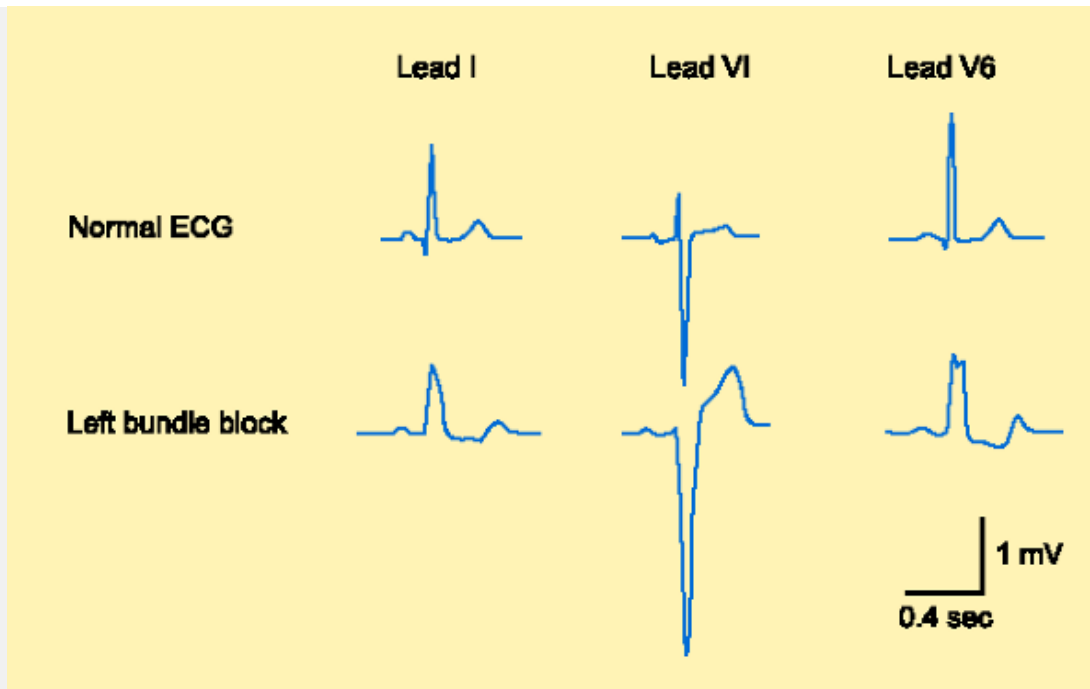 Lead I
Lead VI
Lead V6
Normal ECG
Left bundle block
1 mV
0.4 sec